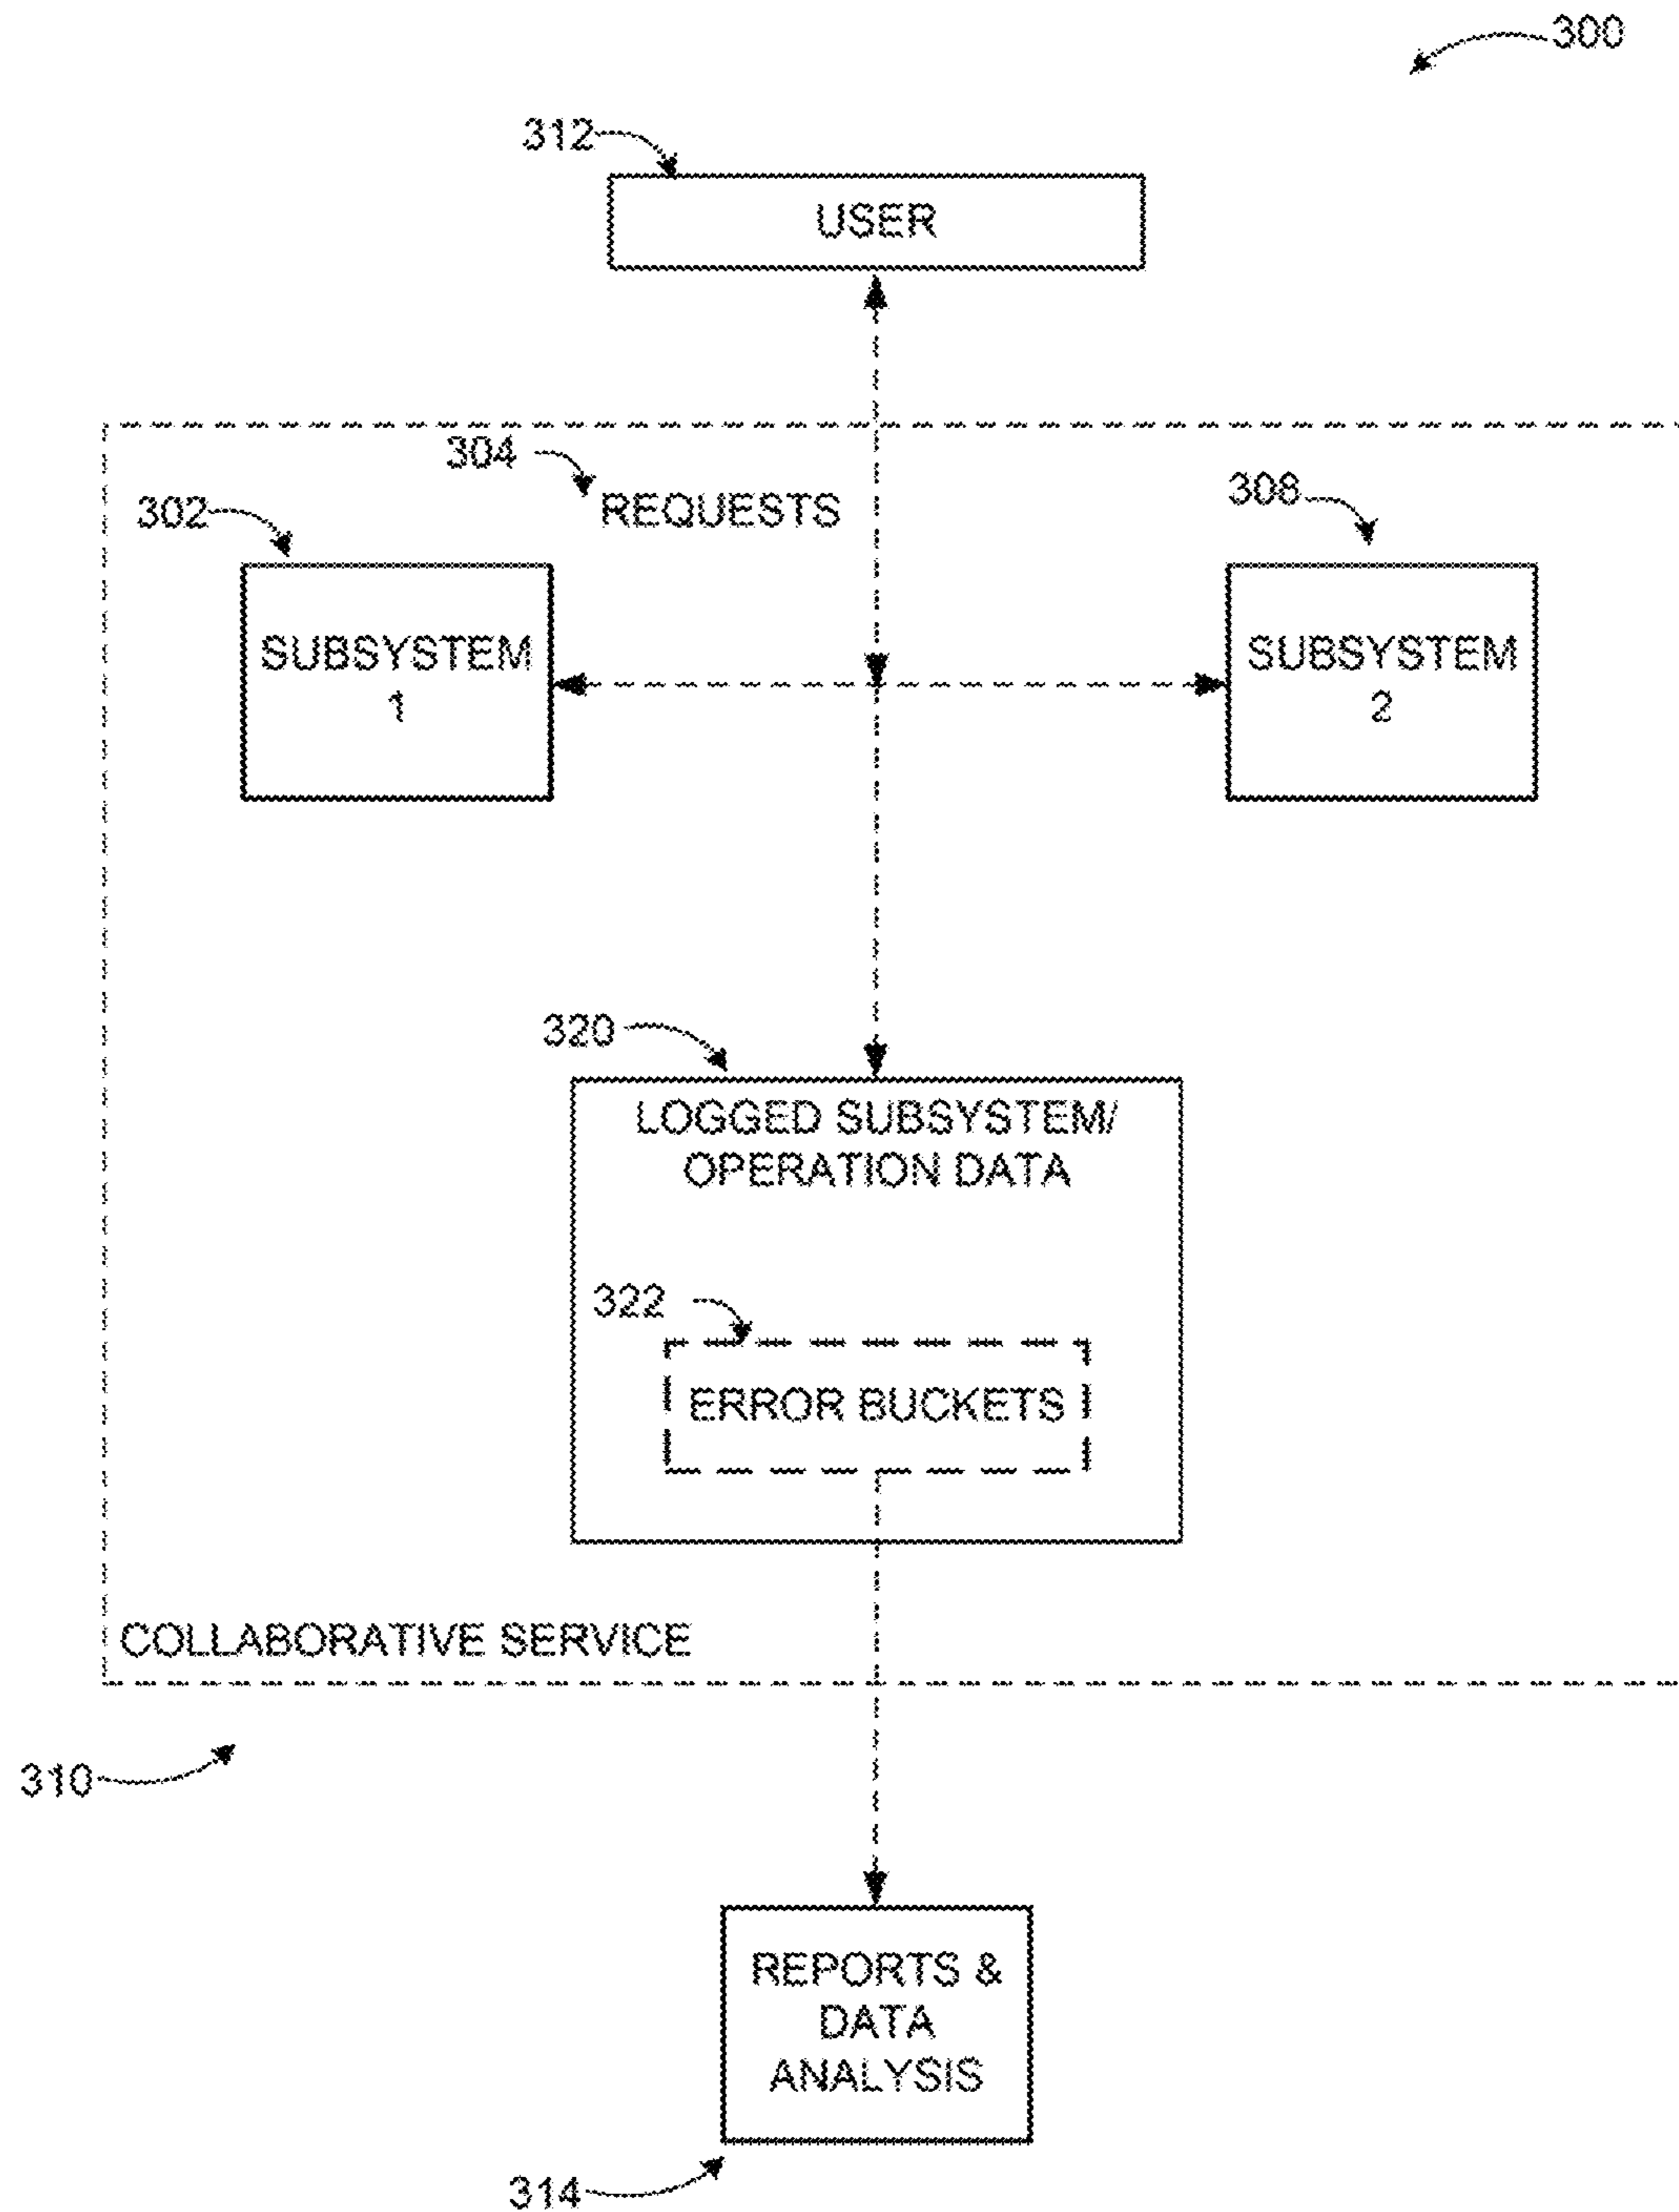 300
312
USER
304
REQUESTS
302
308
SUBSYSTEM
1
SUBSYSTEM
2
320
LOGGED SUBSYSTEM/
OPERATION DATA
322
ERROR BUCKETS
COLLABORATIVE SERVICE
310
REPORTS &
DATA
ANALYSIS
314